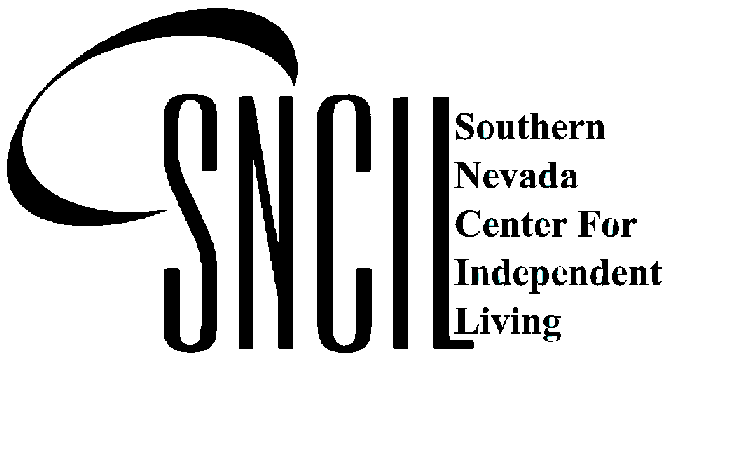 SNCIL
Southern
Nevada
Center For
Independent
Living